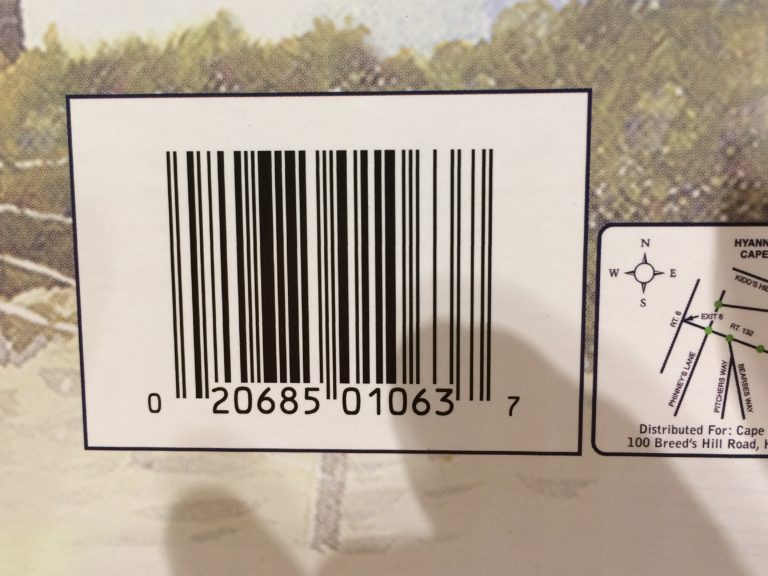 0 20685 01063 7
N
W E
S
HYANN
CAPE
KIDD'S HI
RT. 6
EXIT 6
RT. 132
PHINNEY'S LANE
PITCHERS WAY
BEARSES WAY
Distributed For: Cape
100 Breed's Hill Road, H